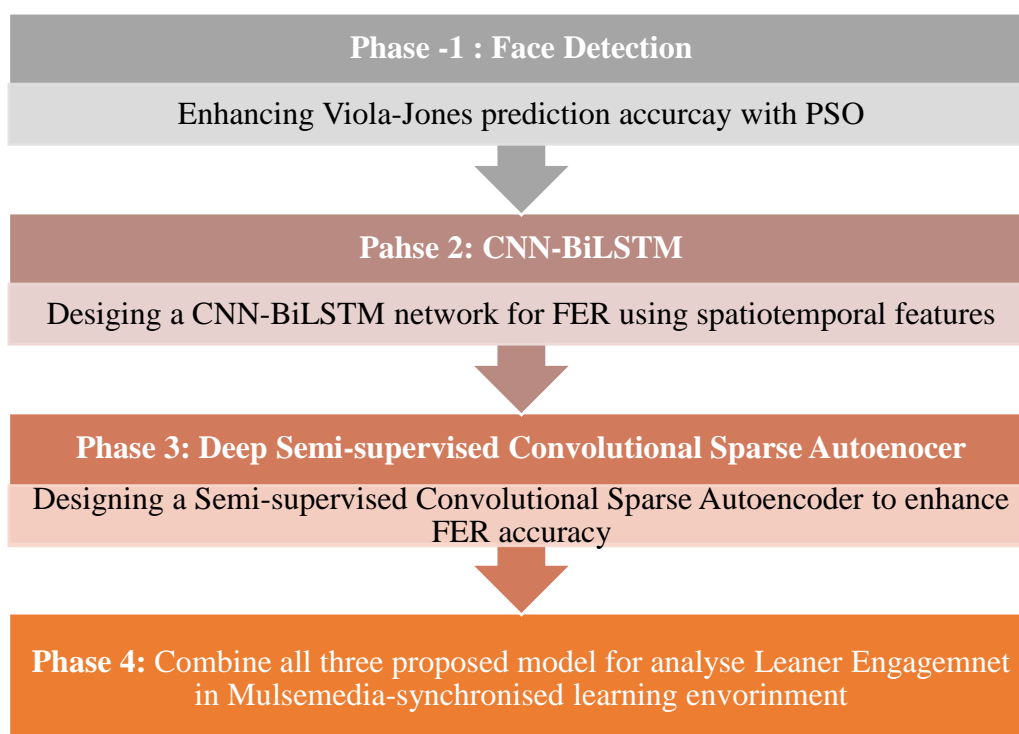 Phase -1 : Face Detection
Enhancing Viola-Jones prediction accurcay with PSO
Pahse 2: CNN-BiLSTM
Desiging a CNN-BiLSTM network for FER using spatiotemporal features
Phase 3: Deep Semi-supervised Convolutional Sparse Autoenocer
Designing a Semi-supervised Convolutional Sparse Autoencoder to enhance
FER accuracy
Phase 4: Combine all three proposed model for analyse Leaner Engagemnet
in Mulsemedia-synchronised learning envorinment